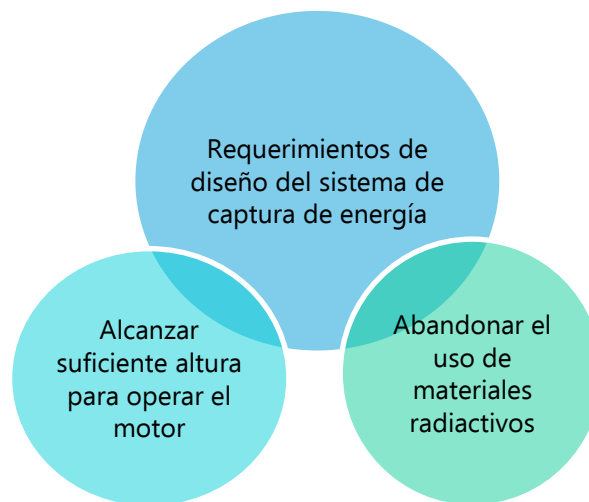 Requerimientos de
diseño del sistema de
captura de energía
Alcanzar
suficiente altura
para operar el
motor
Abandonar el
uso de
materiales
radiactivos